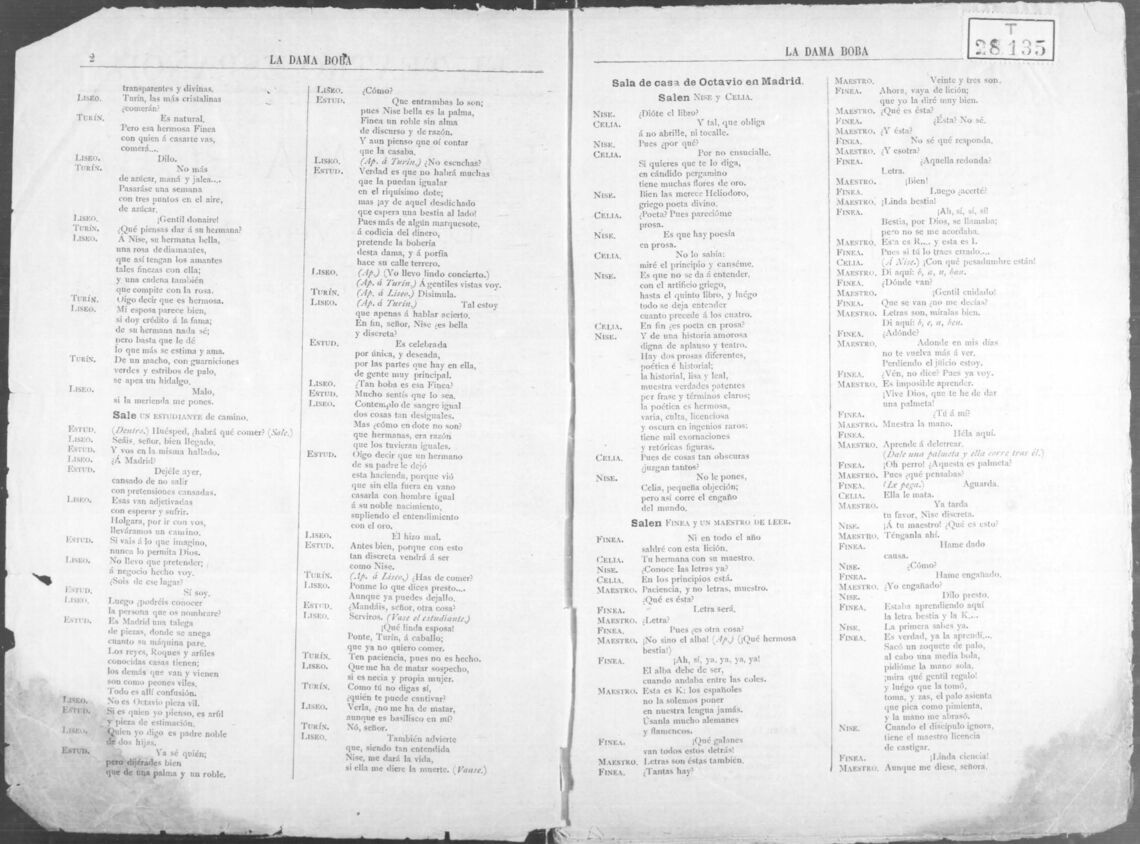 2
LA DAMA BOBA
transparentes y divinas.
LISEO. Turín, las más cristalinas
¿comerán?
TURÍN. Es natural.
Pero esa hermosa Finea
con quien á casarte vas,
comerá....
LISEO. Dilo.
TURÍN. No más
de azúcar, maná y jalea....
Pasaráse una semana
con tres puntos en el aire,
de azúcar.
LISEO. ¡Gentil donaire!
TURÍN. ¿Qué piensas dar á su hermana?
LISEO. Á Nise, su hermana bella,
una rosa de diamantes,
que así tengan los amantes
tales finezas con ella;
y una cadena también
que compite con la rosa.
TURÍN. Oigo decir que es hermosa.
LISEO. Mi esposa parece bien,
si doy crédito á la fama;
de su hermana nada sé;
pero basta que le dé
lo que más se estima y ama.
TURÍN. De un macho, con guarniciones
verdes y estribos de palo,
se apea un hidalgo.
LISEO. Malo,
si la merienda me pones.
Sale UN ESTUDIANTE de camino.
ESTUD. (Dentro.) Huésped, ¿habrá qué comer? (Sale.)
LISEO. Seáis, señor, bien llegado.
ESTUD. Y vos en la misma hallado.
LISEO. ¿Á Madrid?
ESTUD. Dejéle ayer,
cansado de no salir
con pretensiones cansadas.
LISEO. Esas van adjetivadas
con esperar y sufrir.
Holgara, por ir con vos,
lleváramos un camino.
ESTUD. Si vais á lo que imagino,
nunca lo permita Dios.
LISEO. No llevo que pretender;
á negocio hecho voy.
¿Sois de ese lugar?
ESTUD. Sí soy.
LISEO. Luego ¿podréis conocer
la persona que os nombrare?
ESTUD. Es Madrid una talega
de piezas, donde se anega
cuanto su máquina pare.
Los reyes, Roques y arfiles
conocidas casas tienen;
los demás que van y vienen
son como peones viles.
Todo es allí confusión.
LISEO. No es Octavio pieza vil.
ESTUD. Si es quien yo pienso, es arfil
y pieza de estimación.
LISEO. Quien yo digo es padre noble
de dos hijas.
ESTUD. Ya sé quién;
pero dijérades bien
que de una palma y un roble.
LISEO. ¿Cómo?
ESTUD. Que entrambas lo son;
pues Nise bella es la palma,
Finea un roble sin alma
de discurso y de razón.
Y aun pienso que oí contar
que la casaba.
LISEO. (Ap. á Turín.) ¿No escuchas?
ESTUD. Verdad es que no habrá muchas
que la puedan igualar
en el riquísimo dote;
mas ¡ay de aquel desdichado
que espera una bestia al lado!
Pues más de algún marquesote,
á codicia del dinero,
pretende la bobería
desta dama, y á porfía
hace su calle terrero.
LISEO. (Ap.) (Yo llevo lindo concierto.)
(Ap. á Turín.) Á gentiles vistas voy.
TURÍN. (Ap. á Liseo.) Disimula.
LISEO. (Ap. á Turín.) Tal estoy
que apenas á hablar acierto.
En fin, señor, Nise ¿es bella
y discreta?
ESTUD. Es celebrada
por única, y deseada,
por las partes que hay en ella,
de gente muy principal.
LISEO. ¿Tan boba es esa Finea?
ESTUD. Mucho sentís que lo sea.
LISEO. Contemplo de sangre igual
dos cosas tan desiguales.
Mas ¿cómo en dote no son?
que hermanas, era razón
que los tuvieran iguales.
ESTUD. Oigo decir que un hermano
de su padre le dejó
esta hacienda, porque vió
que sin ella fuera en vano
casarla con hombre igual
á su noble nacimiento,
supliendo el entendimiento
con el oro.
LISEO. El hizo mal.
ESTUD. Antes bien, porque con esto
tan discreta vendrá á ser
como Nise.
TURÍN. (Ap. á Liseo.) ¿Has de comer?
LISEO. Ponme lo que dices presto....
Aunque ya puedes dejallo.
ESTUD. ¿Mandáis, señor, otra cosa?
LISEO. Serviros. (Vase el estudiante.)
¡Qué linda esposa!
Ponte, Turín, á caballo;
que ya no quiero comer.
TURÍN. Ten paciencia, pues no es hecho.
LISEO. Que me ha de matar sospecho,
si es necia y propia mujer.
TURÍN. Como tú no digas sí,
¿quién te puede cautivar?
LISEO. Verla, ¿no me ha de matar,
aunque es basilisco en mí?
TURÍN. Nó, señor.
LISEO. También advierte
que, siendo tan entendida
Nise, me dará la vida,
si ella me diere la muerte. (Vanse.)
LA DAMA BOBA
T
28.135
Sala de casa de Octavio en Madrid.
Salen NISE y CELIA.
NISE. ¿Dióte el libro?
CELIA. Y tal, que obliga
á no abrille, ni tocalle.
NISE. Pues ¿por qué?
CELIA. Por no ensucialle.
Si quieres que te lo diga,
en cándido pergamino
tiene muchas flores de oro.
NISE. Bien las merece Heliodoro,
griego poeta divino.
CELIA. ¿Poeta? Pues parecióme
prosa.
NISE. Es que hay poesía
en prosa.
CELIA. No lo sabía:
miré el principio y canséme.
NISE. Es que no se da á entender,
con el artificio griego,
hasta el quinto libro, y luégo
todo se deja entender
cuanto precede á los cuatro.
CELIA. En fin ¿es poeta en prosa?
NISE. Y de una historia amorosa
digna de aplauso y teatro.
Hay dos prosas diferentes,
poética é historial;
la historial, lisa y leal,
muestra verdades patentes
por frase y términos claros;
la poética es hermosa,
varia, culta, licenciosa
y oscura en ingenios raros:
tiene mil exornaciones
y retóricas figuras.
CELIA. Pues de cosas tan obscuras
¿juzgan tantos?
NISE. No le pones,
Celia, pequeña objeción;
pero así corre el engaño
del mundo.
Salen FINEA y UN MAESTRO DE LEER.
FINEA. Ni en todo el año
saldré con esta lición.
CELIA. Tu hermana con su maestro.
NISE. ¿Conoce las letras ya?
CELIA. En los principios está.
MAESTRO. Paciencia, y no letras, muestro.
¿Qué es ésta?
FINEA. Letra será.
MAESTRO. ¿Letra?
FINEA. Pues ¿es otra cosa?
MAESTRO. ¡No sino el alba! (Ap.) (¡Qué hermosa
bestia!)
FINEA. ¡Ah, sí, ya, ya, ya, ya!
El alba debe de ser,
cuando andaba entre las coles.
MAESTRO. Esta es K: los españoles
no la solemos poner
en nuestra lengua jamás.
Úsanla mucho alemanes
y flamencos.
FINEA. ¡Qué galanes
van todos estos detrás!
MAESTRO. Letras son éstas también.
FINEA. ¿Tantas hay?
MAESTRO. Veinte y tres son.
FINEA. Ahora, vaya de lición;
que yo la diré muy bien.
MAESTRO. ¿Qué es ésta?
FINEA. ¿Ésta? No sé.
MAESTRO. ¿Y ésta?
FINEA. No sé qué responda.
MAESTRO. ¿Y esotra?
FINEA. ¿Aquella redonda?
Letra.
MAESTRO. ¡Bien!
FINEA. Luego ¿acerté?
MAESTRO. ¡Linda bestia!
FINEA. ¡Ah, sí, sí, sí!
Bestia, por Dios, se llamaba;
pero no se me acordaba.
MAESTRO. Esta es R.... y esta es I.
FINEA. Pues si tú lo traes errado....
CELIA. (Á Nise.) ¡Con qué pesadumbre están!
MAESTRO. Di aquí: b, a, n, ban.
FINEA. ¿Dónde van?
MAESTRO. ¡Gentil cuidado!
FINEA. Que se van ¿no me decías?
MAESTRO. Letras son, míralas bien.
Di aquí: b, e, n, ben.
FINEA. ¿Adónde?
MAESTRO. Adonde en mis días
no te vuelva más á ver.
Perdiendo el juicio estoy.
FINEA. ¿Vén, no dice? Pues ya voy.
MAESTRO. Es imposible aprender.
¡Vive Dios, que te he de dar
una palmeta!
FINEA. ¿Tú á mí?
MAESTRO. Muestra la mano.
FINEA. Héla aquí.
MAESTRO. Aprende á deletrear.
(Dale una palmeta y ella corre tras él.)
FINEA. ¡Oh perro! ¿Aquesta es palmeta?
MAESTRO. Pues ¿qué pensabas?
FINEA. (Le pega.) Aguarda.
CELIA. Ella le mata.
MAESTRO. Ya tarda
tu favor, Nise discreta.
NISE. ¡Á tu maestro! ¿Qué es esto?
MAESTRO. Ténganla ahí.
FINEA. Hame dado
causa.
NISE. ¿Cómo?
FINEA. Hame engañado.
MAESTRO. ¿Yo engañado?
NISE. Dilo presto.
FINEA. Estaba aprendiendo aquí
la letra bestia y la K....
NISE. La primera sabes ya.
FINEA. Es verdad, ya la aprendí....
Sacó un zoquete de palo,
al cabo una media bola,
pidióme la mano sola,
¡mira qué gentil regalo!
y luégo que la tomó,
toma, y zas, el palo asienta
que pica como pimienta,
y la mano me abrasó.
NISE. Cuando el discípulo ignora,
tiene el maestro licencia
de castigar.
FINEA. ¡Linda ciencia!
MAESTRO. Aunque me diese, señora,